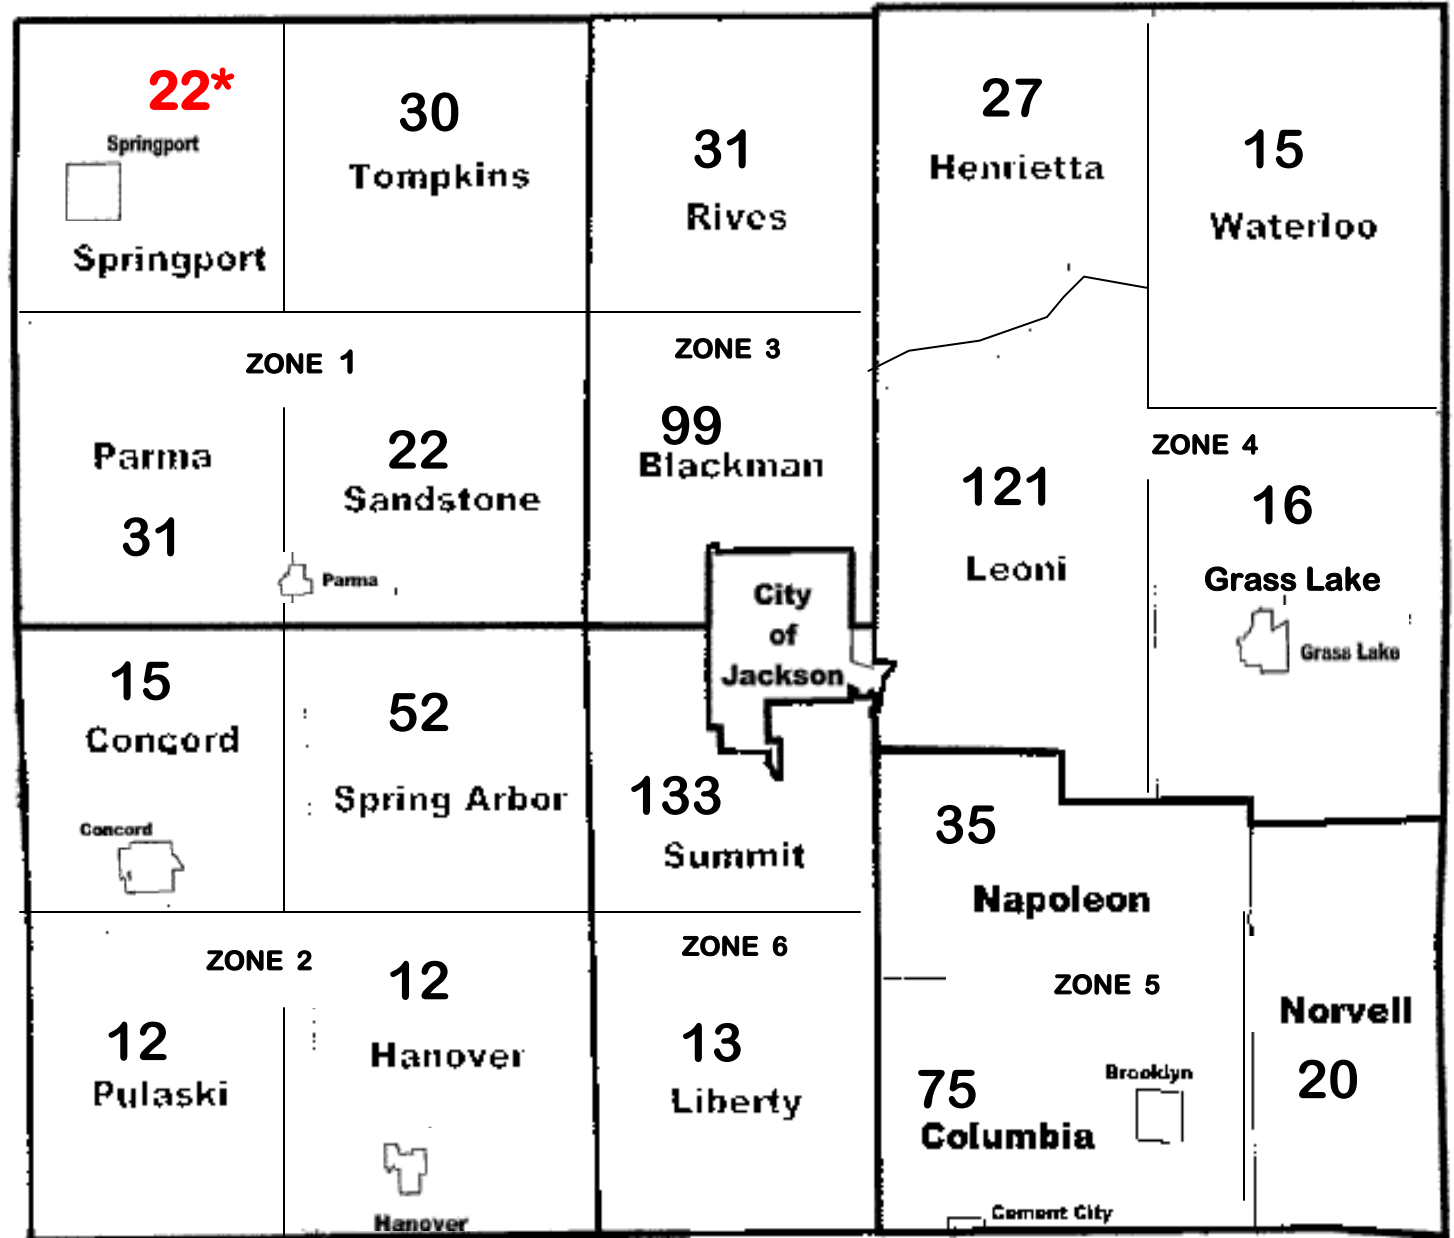 22*
Springport
Springport
30
Tompkins
31
Rives
27
Henrietta
15
Waterloo
ZONE 1
Parma
31
22
Sandstone
Parma
ZONE 3
99
Blackman
City
of
Jackson
121
Leoni
ZONE 4
16
Grass Lake
Grass Lake
15
Concord
Concord
52
Spring Arbor
133
Summit
35
Napoleon
ZONE 2
12
Pulaski
12
Hanover
Hanover
ZONE 6
13
Liberty
ZONE 5
75
Columbia
Brooklyn
Cement City
Norvell
20